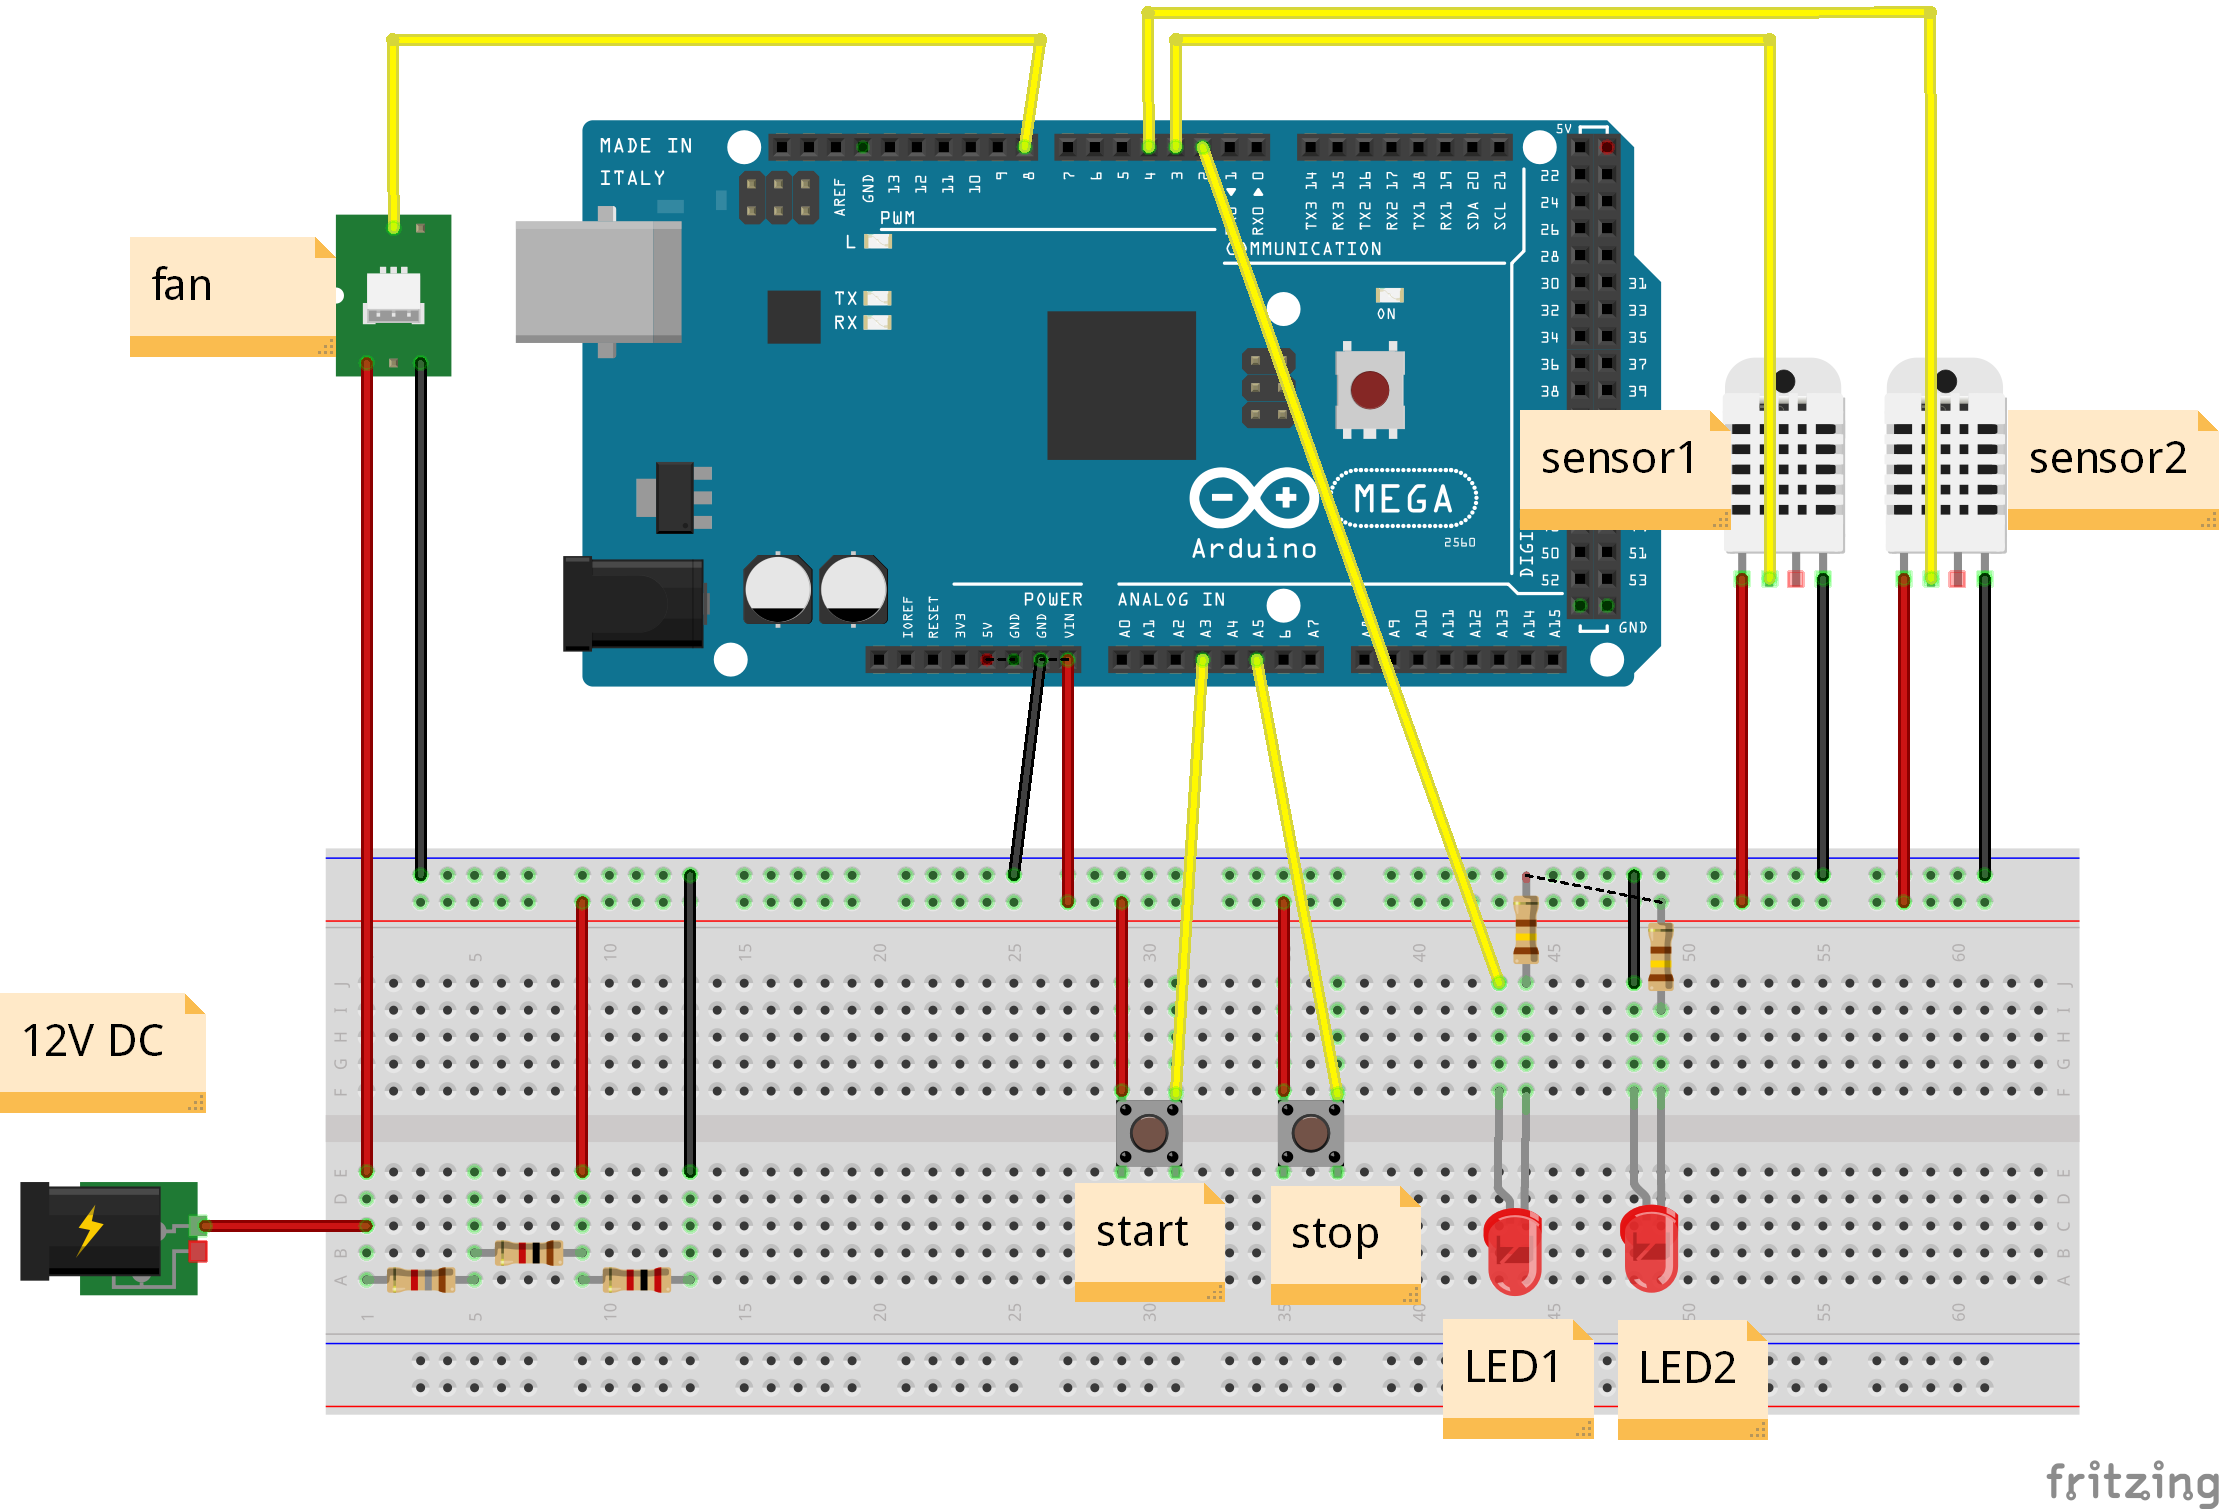 MADE IN
ITALY
AREF
GND
13
12
11
10
9
8
7
6
5
4
3
2
1
RX0 0
TX3 14
RX3 15
TX2 16
RX2 17
TX1 18
RX1 19
SDA 20
SCL 21
5V
PWM
L
COMMUNICATION
TX
RX
ON
22
24
26
28
30 31
32 33
34 35
36 37
38 39
50 51
52 53
GND
fan
sensor1
sensor2
MEGA
2560
Arduino
DIGI
POWER
ANALOG IN
IOREF
RESET
3V3
5V
GND
GND
VIN
A0
A1
A2
A3
A4
A5
6
A7
A9
A10
A11
A12
A13
A14
A15
5 10 15 20 25 30 40 45 50 55 60
J J
I I
H H
G G
F F
12V DC
E E
D D
C C
B B
A A
start
stop
1 5 10 15 20 25 30 35 40 45 50 55 60
LED1
LED2
fritzing